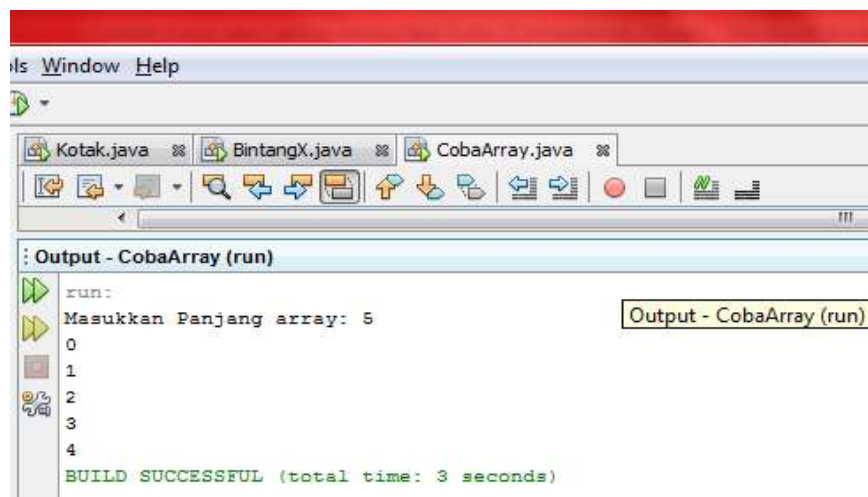 ls Window Help
Kotak.java BintangX.java CobaArray.java
Output - CobaArray (run)
run:
Masukkan Panjang array: 5
Output - CobaArray (run)
0
1
2
3
4
BUILD SUCCESSFUL (total time: 3 seconds)